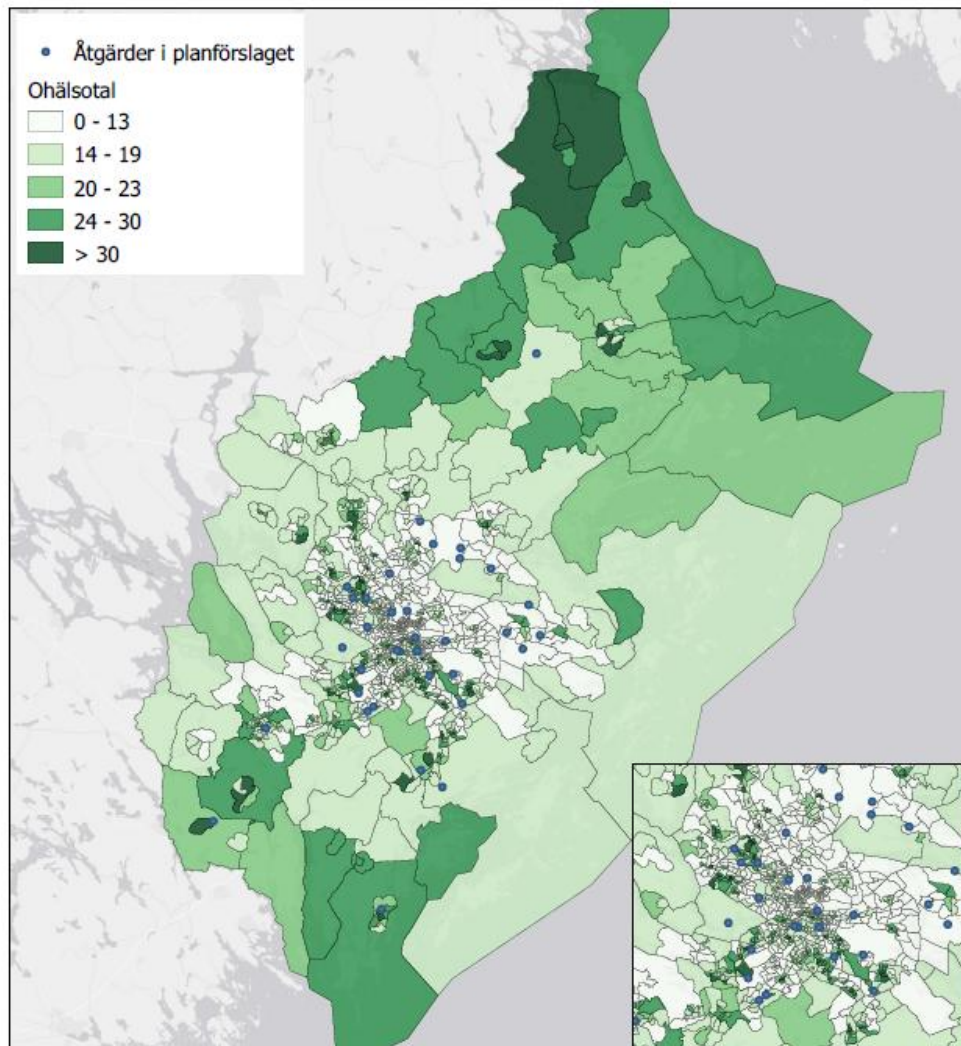 Åtgärder i planförslaget
Ohälsotal
0 - 13
14 - 19
20 - 23
24 - 30
> 30